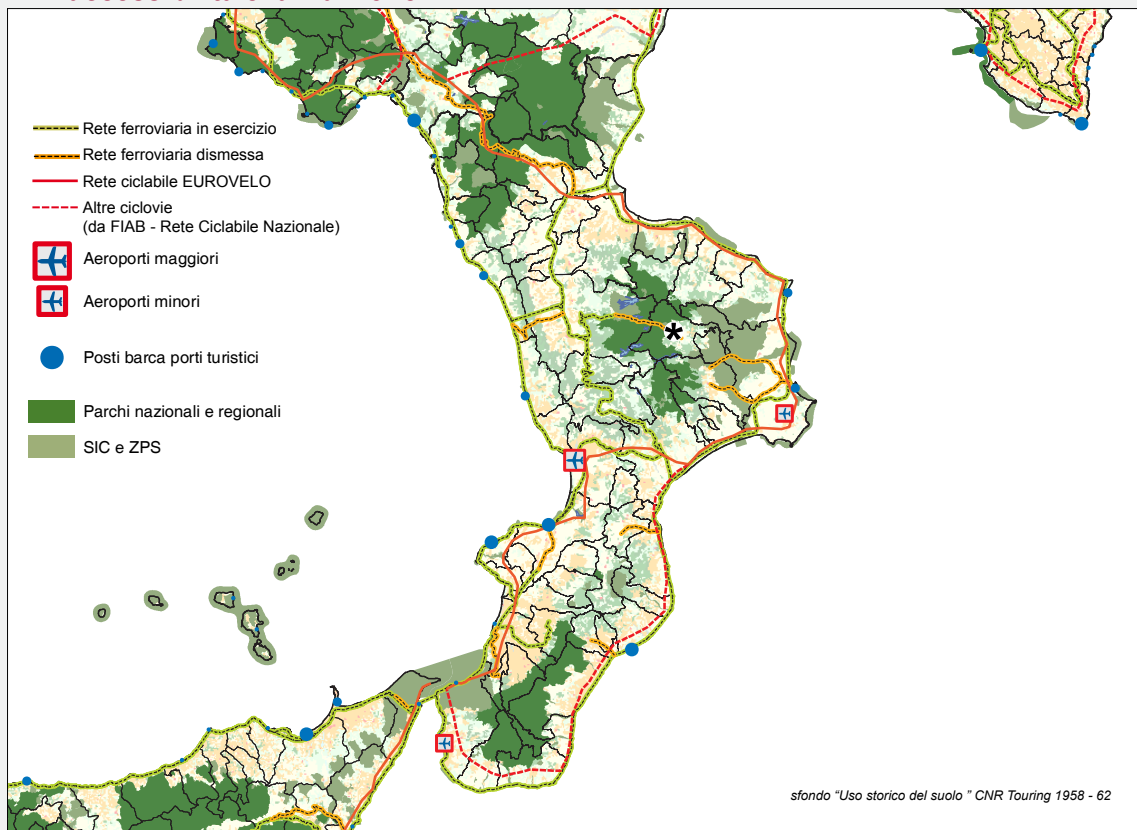 Rete ferroviaria in esercizio
Rete ferroviaria dismessa
Rete ciclabile EUROVELO
Altre ciclovie
(da FIAB - Rete Ciclabile Nazionale)
Aeroporti maggiori
Aeroporti minori
Posti barca porti turistici
Parchi nazionali e regionali
SIC e ZPS
*
sfondo “Uso storico del suolo ” CNR Touring 1958 - 62